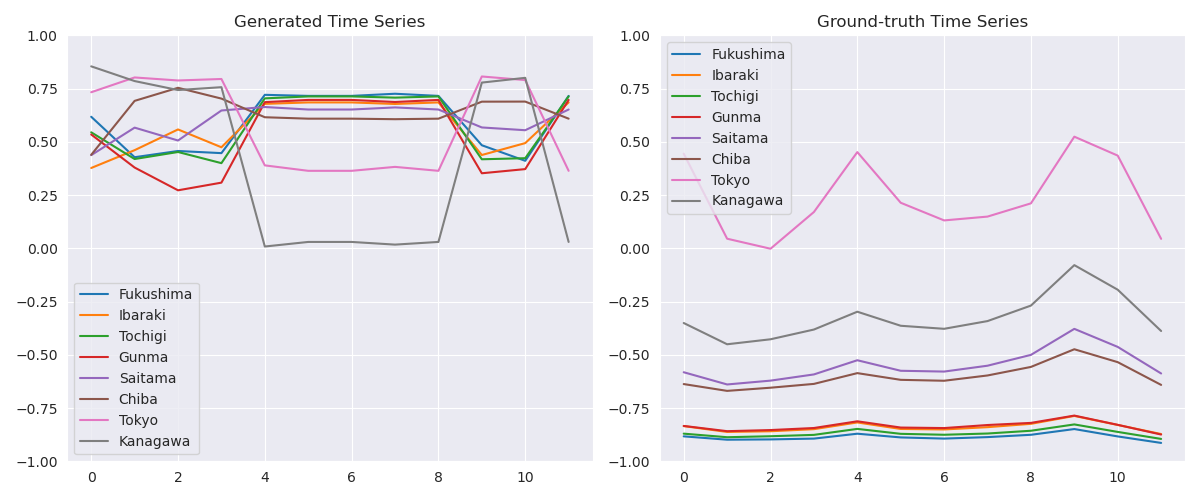 Generated Time Series
1.00
0.75
0.50
0.25
0.00
−0.25
−0.50
−0.75
−1.00
0 2 4 6 8 10
Fukushima
Ibaraki
Tochigi
Gunma
Saitama
Chiba
Tokyo
Kanagawa
Ground-truth Time Series
1.00
0.75
0.50
0.25
0.00
−0.25
−0.50
−0.75
−1.00
0 2 4 6 8 10
Fukushima
Ibaraki
Tochigi
Gunma
Saitama
Chiba
Tokyo
Kanagawa